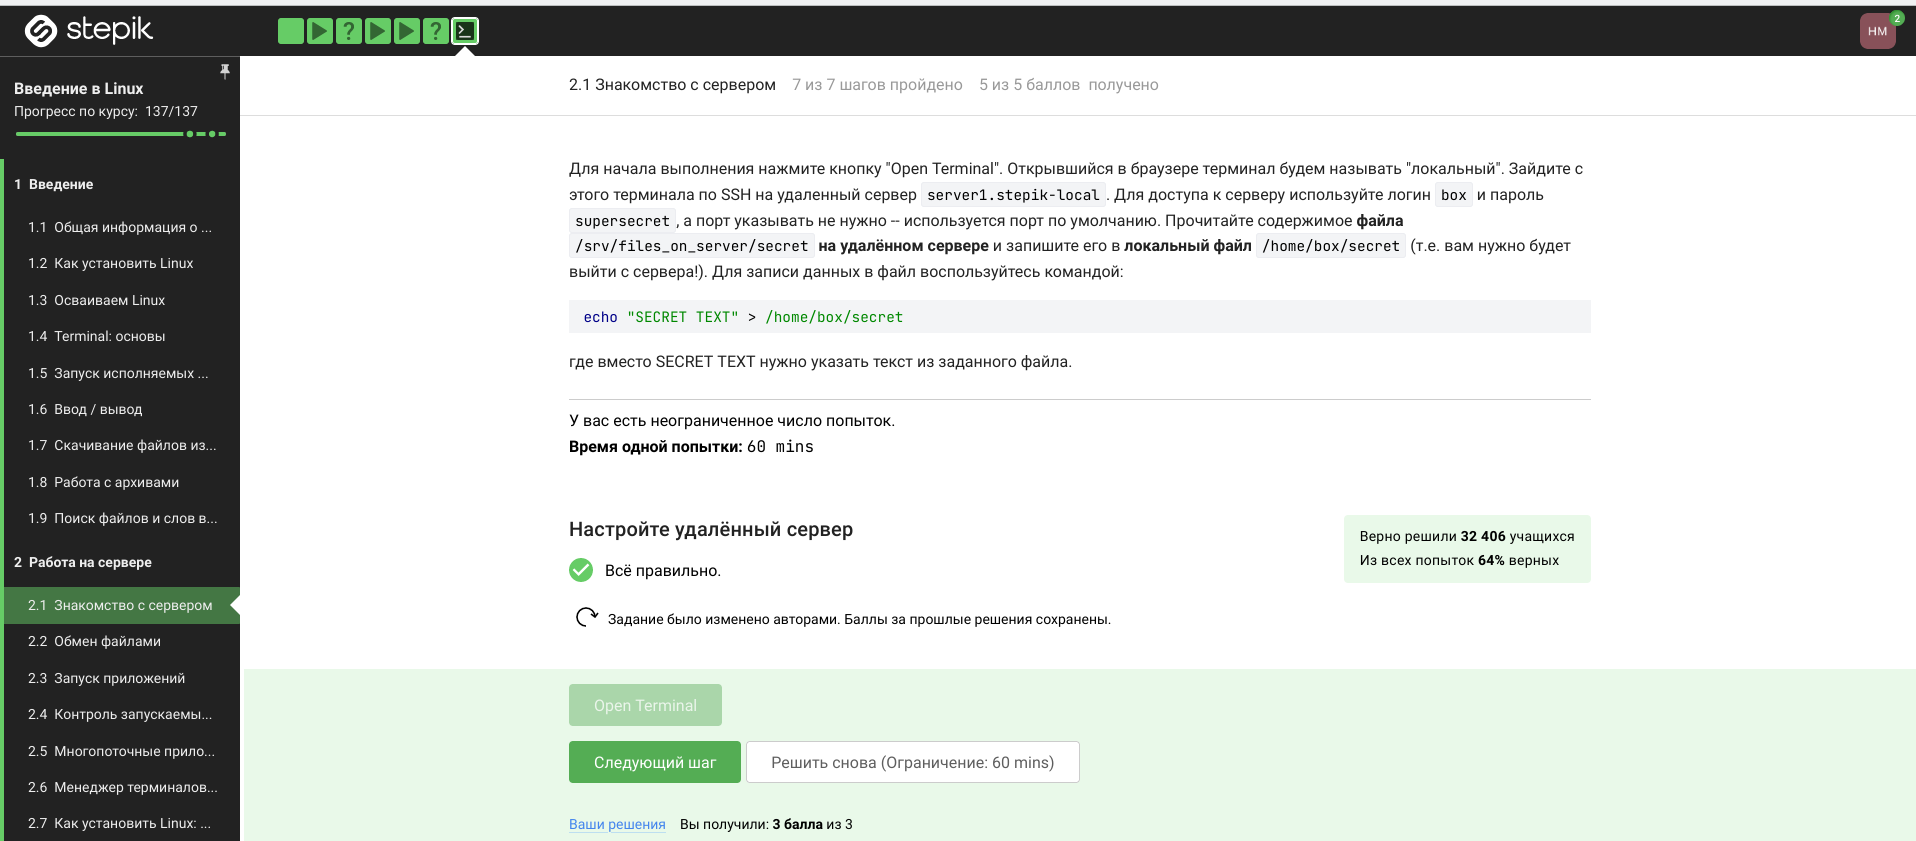 stepik
?
?
НМ
2
Введение в Linux
Прогресс по курсу: 137/137
1 Введение
1.1 Общая информация о ...
1.2 Как установить Linux
1.3 Осваиваем Linux
1.4 Terminal: основы
1.5 Запуск исполняемых ...
1.6 Ввод / вывод
1.7 Скачивание файлов из...
1.8 Работа с архивами
1.9 Поиск файлов и слов в...
2 Работа на сервере
2.1 Знакомство с сервером
2.2 Обмен файлами
2.3 Запуск приложений
2.4 Контроль запускаемы...
2.5 Многопоточные прило...
2.6 Менеджер терминалов...
2.7 Как установить Linux: ...
2.1 Знакомство с сервером 7 из 7 шагов пройдено 5 из 5 баллов получено
Для начала выполнения нажмите кнопку "Open Terminal". Открывшийся в браузере терминал будем называть "локальный". Зайдите с
этого терминала по SSH на удаленный сервер server1.stepik-local . Для доступа к серверу используйте логин box и пароль
supersecret , а порт указывать не нужно -- используется порт по умолчанию. Прочитайте содержимое файла
/srv/files_on_server/secret на удалённом сервере и запишите его в локальный файл /home/box/secret (т.е. вам нужно будет
выйти с сервера!). Для записи данных в файл воспользуйтесь командой:
echo "SECRET TEXT" > /home/box/secret
где вместо SECRET TEXT нужно указать текст из заданного файла.
У вас есть неограниченное число попыток.
Время одной попытки: 60 mins
Настройте удалённый сервер
Верно решили 32 406 учащихся
Из всех попыток 64% верных
Всё правильно.
Задание было изменено авторами. Баллы за прошлые решения сохранены.
Open Terminal
Следующий шаг
Решить снова (Ограничение: 60 mins)
Ваши решения Вы получили: 3 балла из 3